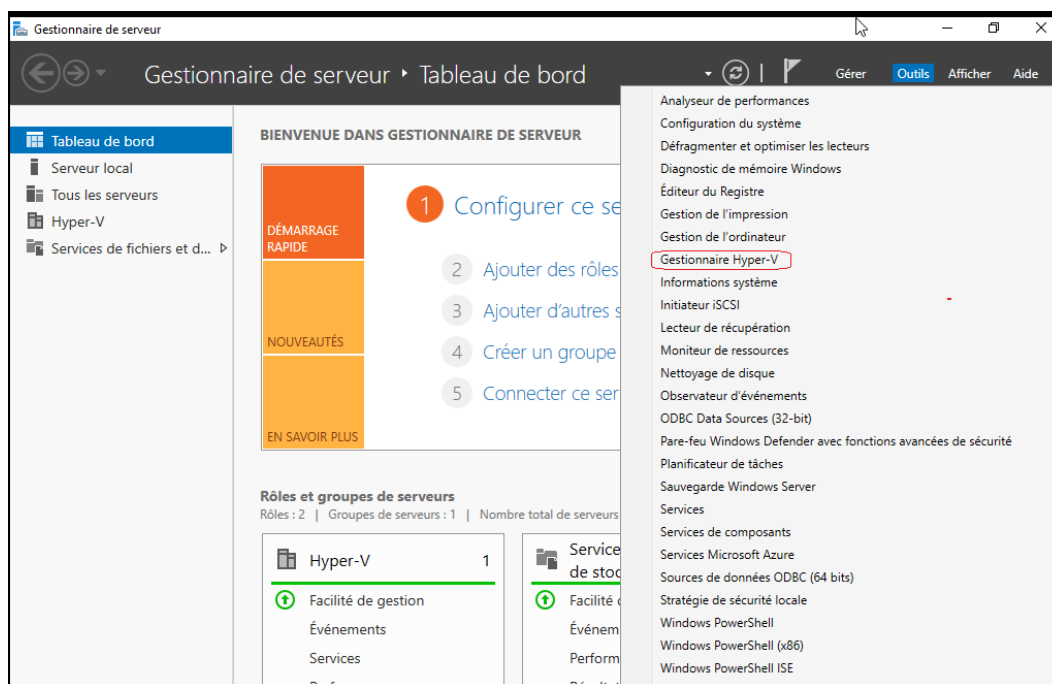 Gestionnaire de serveur
Gestionnaire de serveur ‣ Tableau de bord
Gérer Outils Afficher Aide
Tableau de bord
Serveur local
Tous les serveurs
Hyper-V
Services de fichiers et d...
BIENVENUE DANS GESTIONNAIRE DE SERVEUR
DÉMARRAGE
RAPIDE
NOUVEAUTÉS
EN SAVOIR PLUS
1 Configurer ce se
2 Ajouter des rôles
3 Ajouter d'autres s
4 Créer un groupe
5 Connecter ce ser
Rôles et groupes de serveurs
Rôles : 2 | Groupes de serveurs : 1 | Nombre total de serveurs
Hyper-V 1
Facilité de gestion
Événements
Services
Service
de stoc
Facilité
Événem
Perform
Analyseur de performances
Configuration du système
Défragmenter et optimiser les lecteurs
Diagnostic de mémoire Windows
Éditeur du Registre
Gestion de l'impression
Gestion de l'ordinateur
Gestionnaire Hyper-V
Informations système
Initiateur iSCSI
Lecteur de récupération
Moniteur de ressources
Nettoyage de disque
Observateur d'événements
ODBC Data Sources (32-bit)
Pare-feu Windows Defender avec fonctions avancées de sécurité
Planificateur de tâches
Sauvegarde Windows Server
Services
Services de composants
Services Microsoft Azure
Sources de données ODBC (64 bits)
Stratégie de sécurité locale
Windows PowerShell
Windows PowerShell (x86)
Windows PowerShell ISE